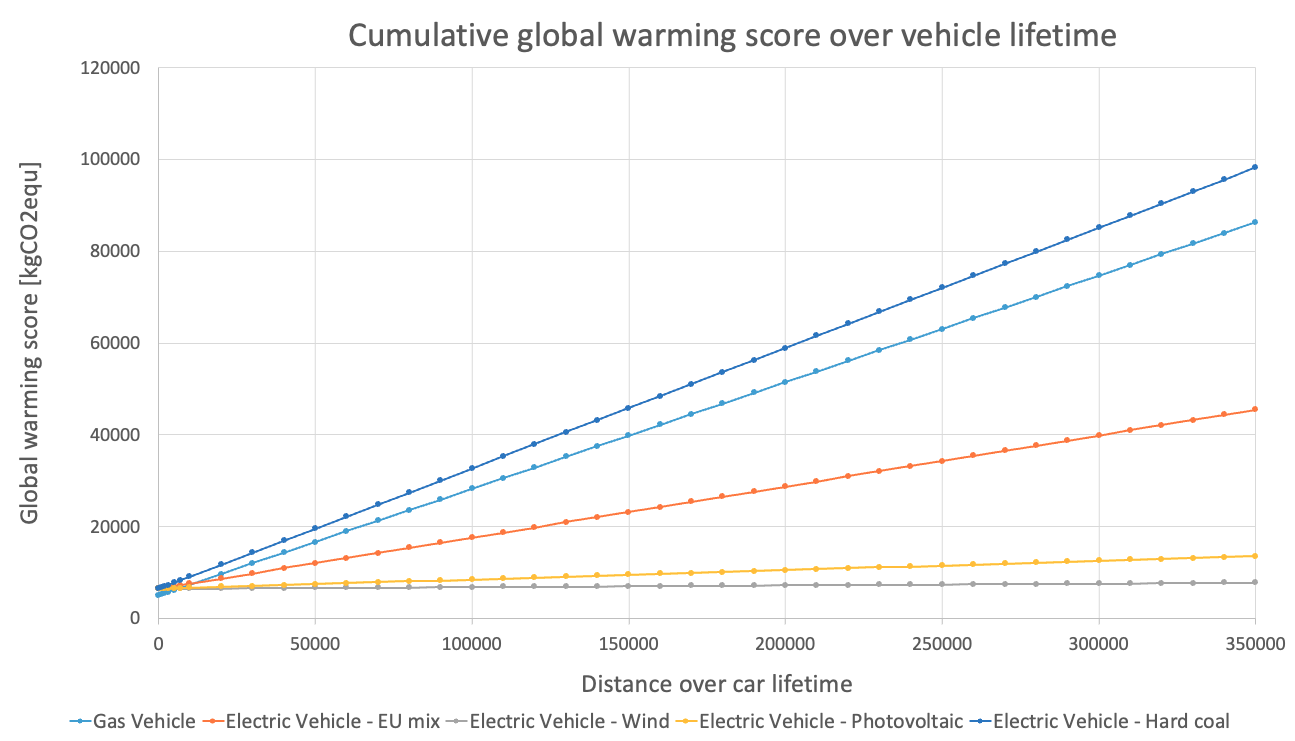 Cumulative global warming score over vehicle lifetime
120000
100000
80000
60000
40000
20000
0
Global warming score [kgCO2equ]
0 50000 100000 150000 200000 250000 300000 350000
Distance over car lifetime
Gas Vehicle Electric Vehicle - EU mix Electric Vehicle - Wind Electric Vehicle - Photovoltaic Electric Vehicle - Hard coal